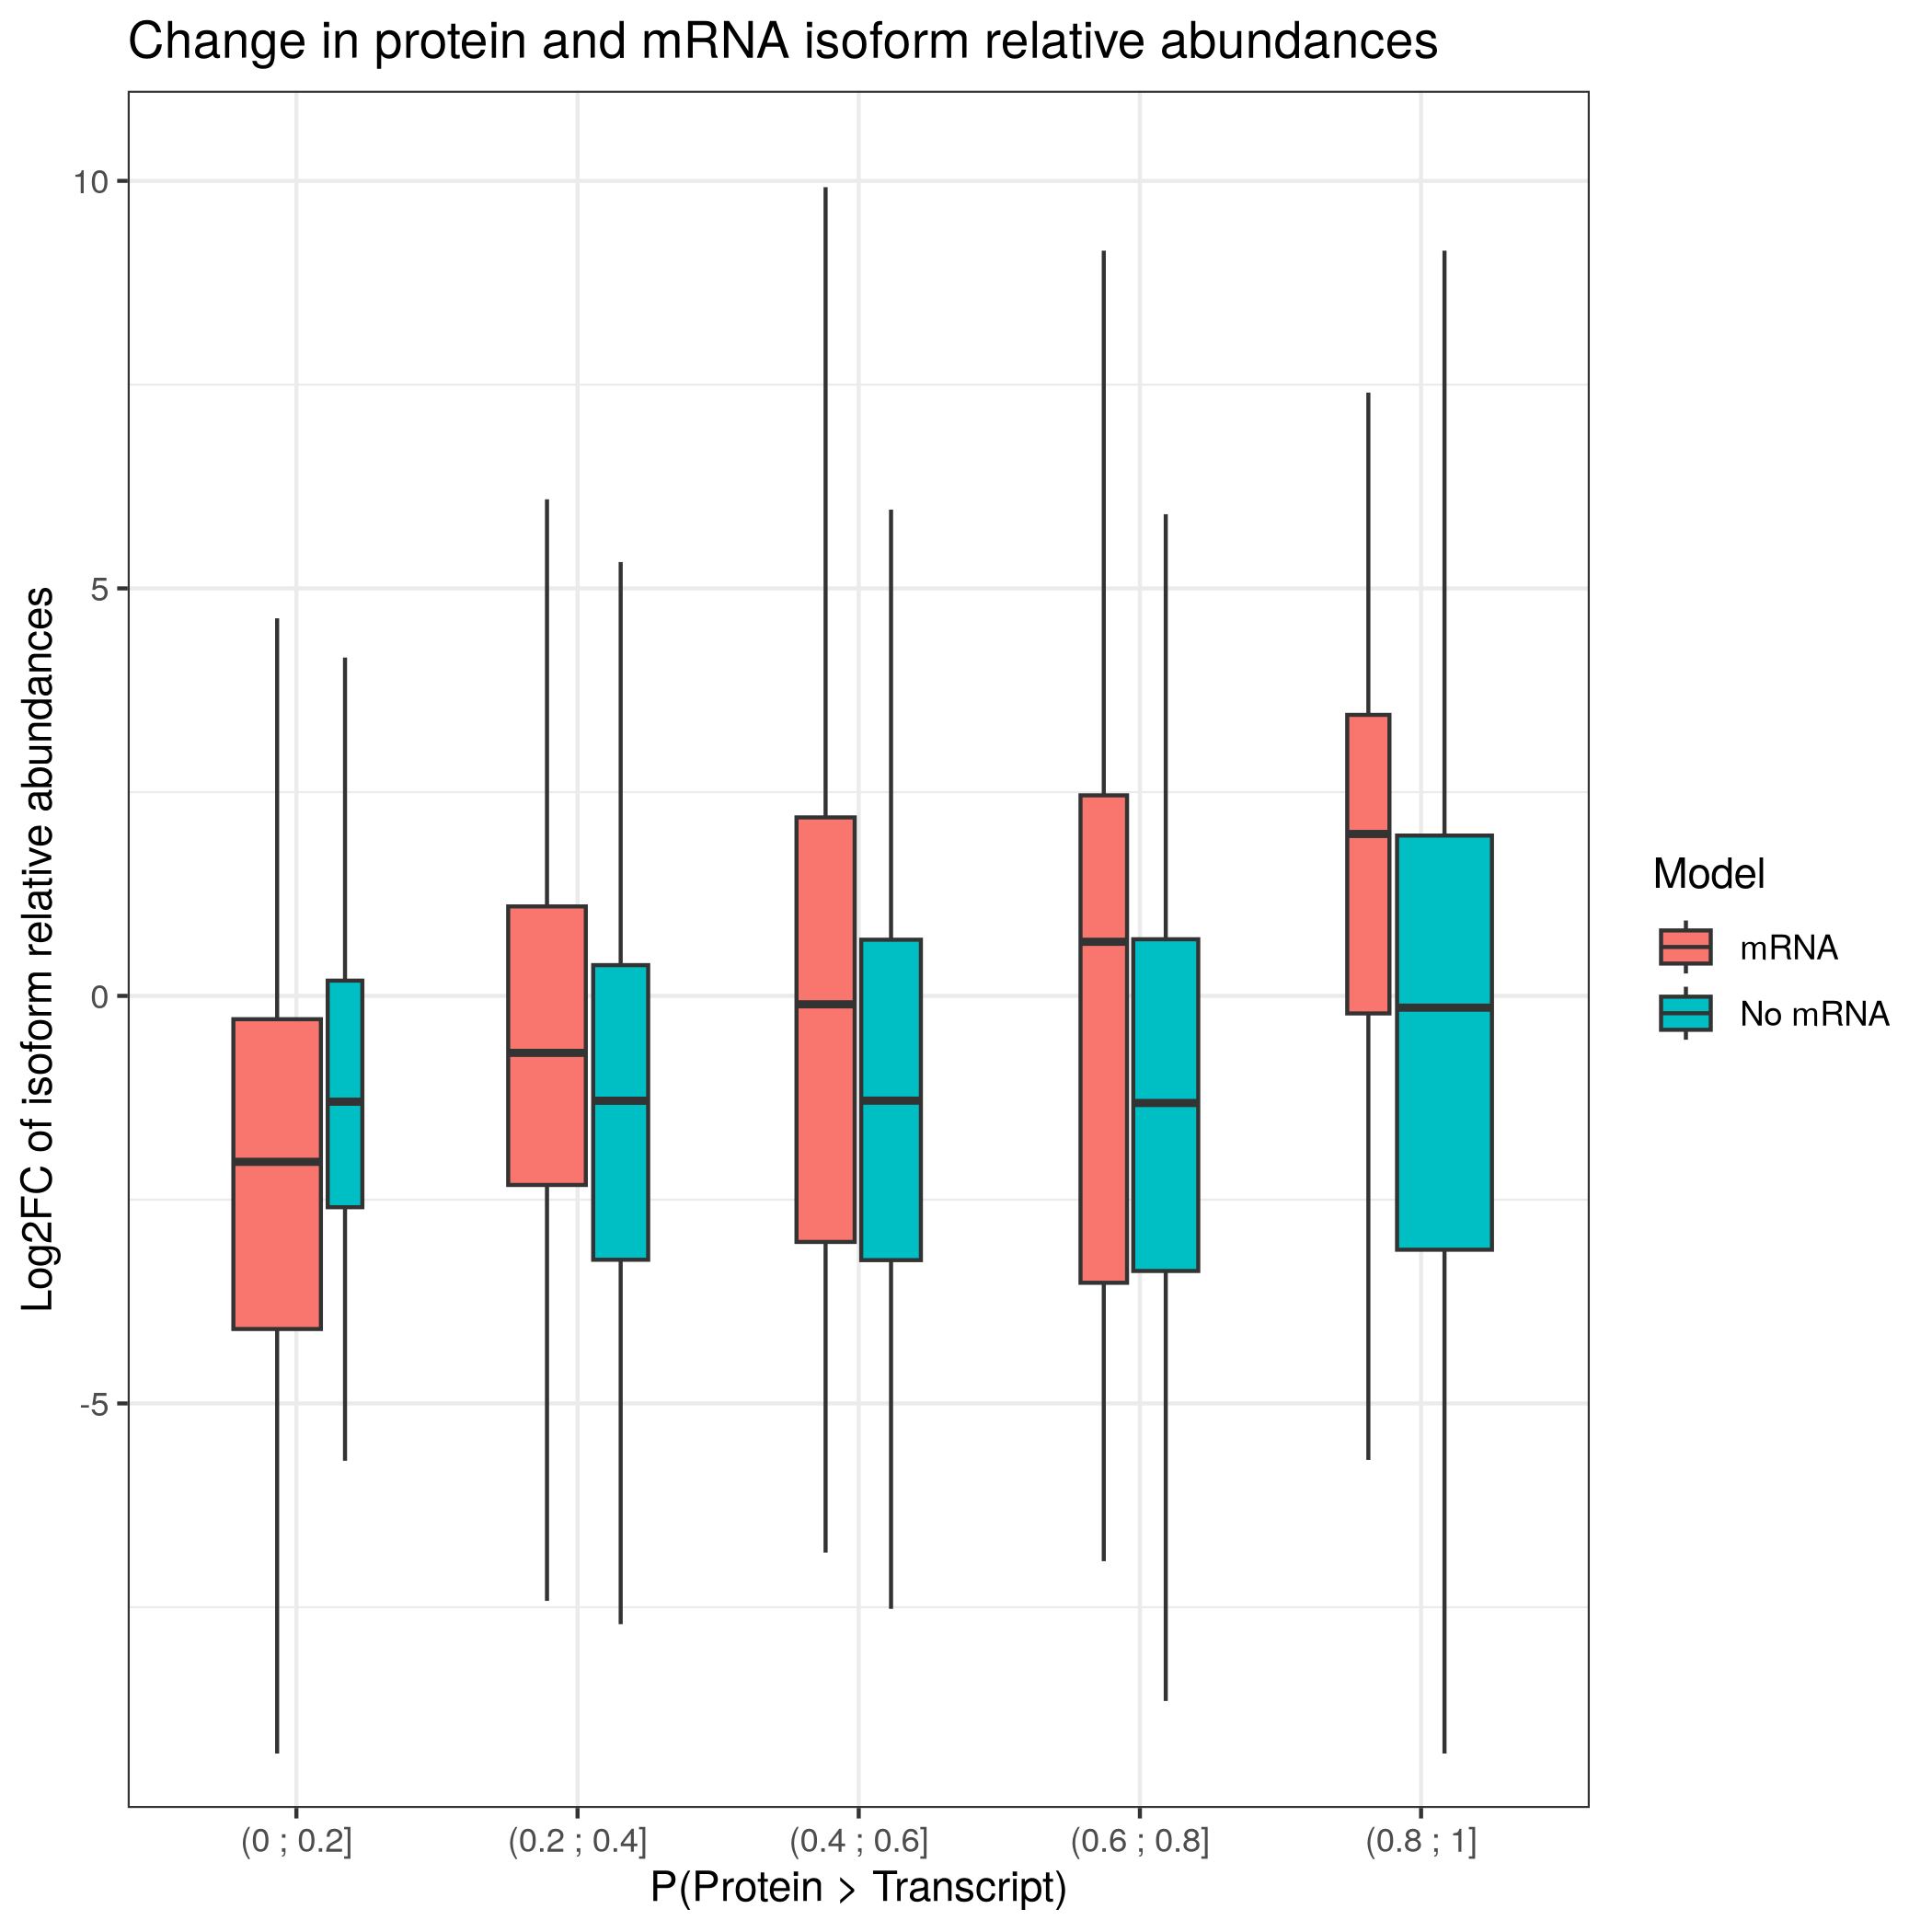 Change in protein and mRNA isoform relative abundances
Log2FC of isoform relative abundances
10
5
0
-5
(0 ; 0.2]
(0.2 ; 0.4]
(0.4 ; 0.6]
(0.6 ; 0.8]
(0.8 ; 1]
P(Protein > Transcript)
Model
mRNA
No mRNA